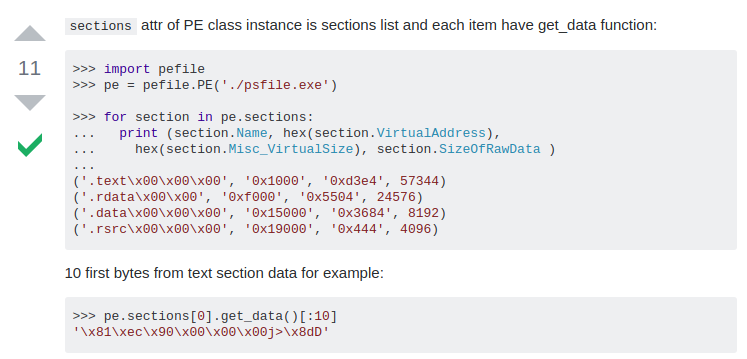 sections attr of PE class instance is sections list and each item have get_data function:
>>> import pefile
>>> pe = pefile.PE('./psfile.exe')
>>> for section in pe.sections:
...   print (section.Name, hex(section.VirtualAddress),
...     hex(section.Misc_VirtualSize), section.SizeOfRawData )
...
('.text\x00\x00\x00', '0x1000', '0xd3e4', 57344)
('.rdata\x00\x00', '0xf000', '0x5504', 24576)
('.data\x00\x00\x00', '0x15000', '0x3684', 8192)
('.rsrc\x00\x00\x00', '0x19000', '0x444', 4096)
11
10 first bytes from text section data for example:
>>> pe.sections[0].get_data()[:10]
'\x81\xec\x90\x00\x00\x00j>\x8dD'